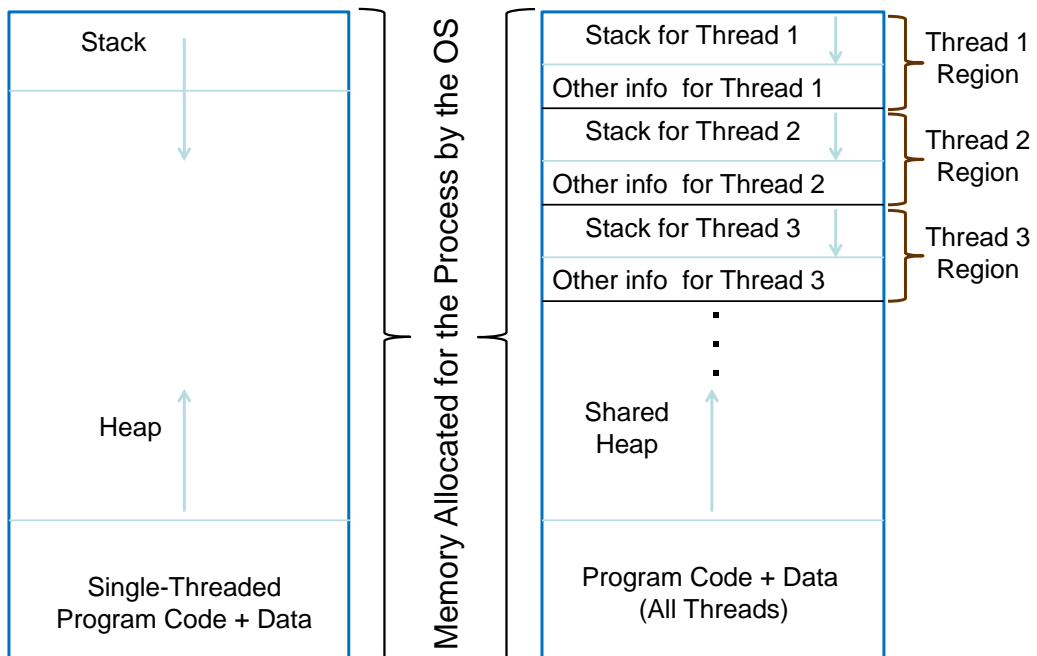 Stack
Heap
Single-Threaded
Program Code + Data
Memory Allocated for the Process by the OS
Stack for Thread 1
Other info for Thread 1
Stack for Thread 2
Other info for Thread 2
Stack for Thread 3
Other info for Thread 3
Shared
Heap
Program Code + Data
(All Threads)
Thread 1
Region
Thread 2
Region
Thread 3
Region